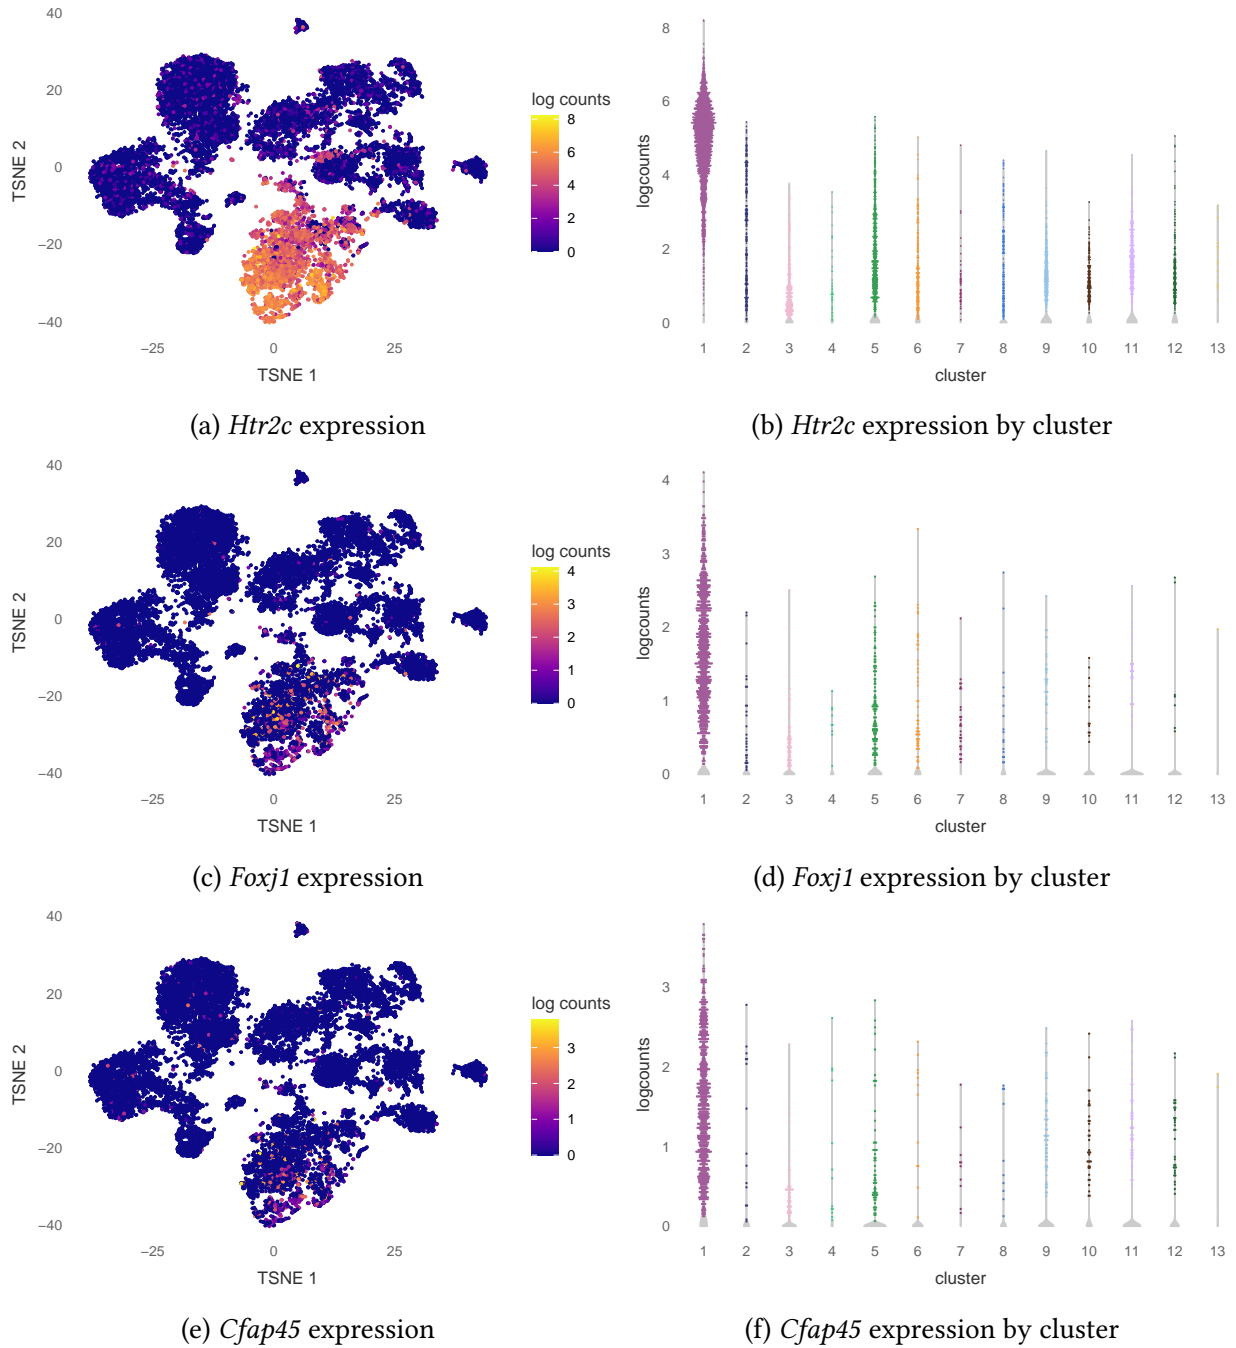 40
20
0
−20
−40
TSNE 2
−25 0 25
TSNE 1
log counts
8
6
4
2
0
(a) Htr2c expression
8
6
4
2
0
logcounts
1 2 3 4 5 6 7 8 9 10 11 12 13
cluster
(b) Htr2c expression by cluster
40
20
0
−20
−40
TSNE 2
−25 0 25
TSNE 1
log counts
4
3
2
1
0
(c) Foxj1 expression
4
3
2
1
0
logcounts
1 2 3 4 5 6 7 8 9 10 11 12 13
cluster
(d) Foxj1 expression by cluster
40
20
0
−20
−40
TSNE 2
−25 0 25
TSNE 1
log counts
3
2
1
0
(e) Cfap45 expression
3
2
1
0
logcounts
1 2 3 4 5 6 7 8 9 10 11 12 13
cluster
(f) Cfap45 expression by cluster